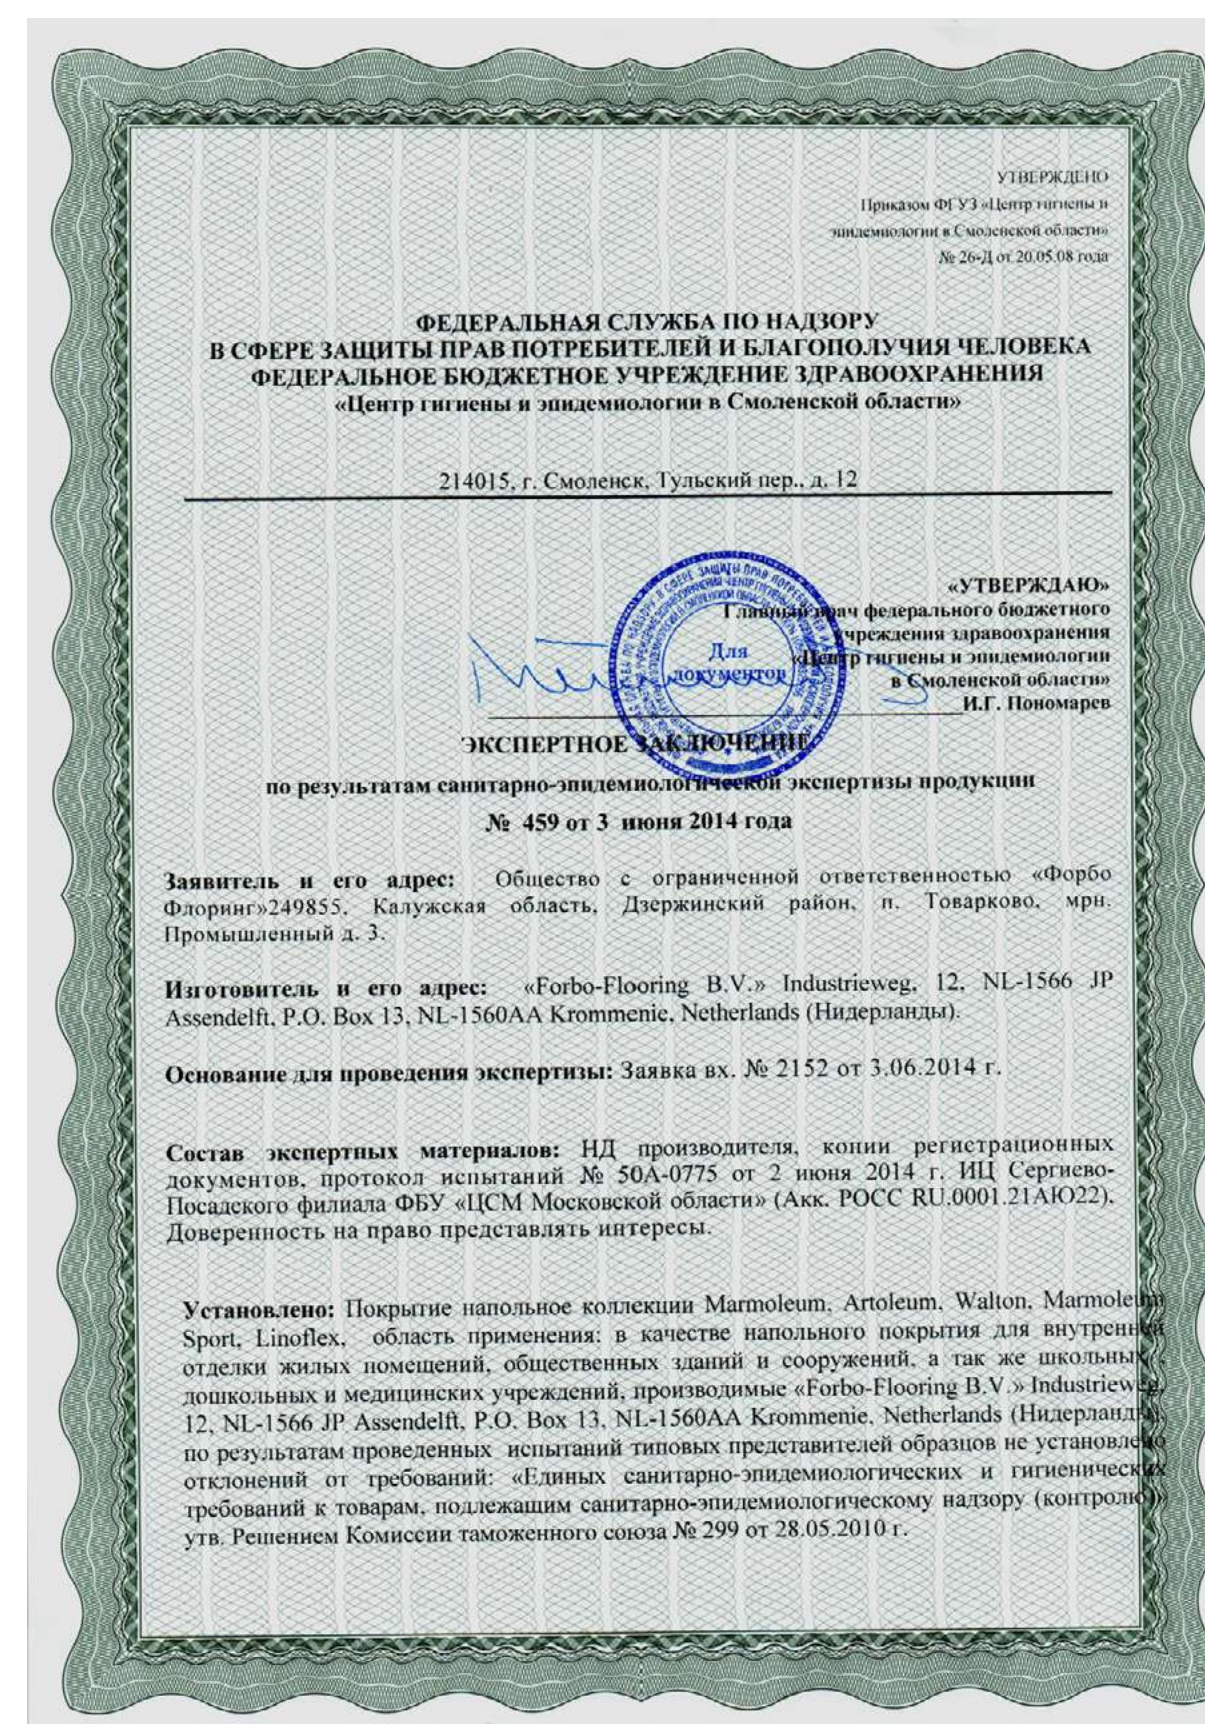 УТВЕРЖДЕНО
Приказом ФГУЗ «Центр гигиены и
эпидемиологии в Смоленской области»
№ 26-Д от 20.05.08 года
ФЕДЕРАЛЬНАЯ СЛУЖБА ПО НАДЗОРУ
В СФЕРЕ ЗАЩИТЫ ПРАВ ПОТРЕБИТЕЛЕЙ И БЛАГОПОЛУЧИЯ ЧЕЛОВЕКА
ФЕДЕРАЛЬНОЕ БЮДЖЕТНОЕ УЧРЕЖДЕНИЕ ЗДРАВООХРАНЕНИЯ
«Центр гигиены и эпидемиологии в Смоленской области»
214015, г. Смоленск, Тульский пер., д. 12
«УТВЕРЖДАЮ»
Главный врач федерального бюджетного
учреждения здравоохранения
«Центр гигиены и эпидемиологии
в Смоленской области»
И.Г. Пономарев
Для
документов
ЭКСПЕРТНОЕ ЗАКЛЮЧЕНИЕ
по результатам санитарно-эпидемиологической экспертизы продукции
№ 459 от 3 июня 2014 года
Заявитель и его адрес: Общество с ограниченной ответственностью «Форбо
Флоринг»249855, Калужская область, Дзержинский район, п. Товарково, мрн.
Промышленный д. 3.
Изготовитель и его адрес: «Forbo-Flooring B.V.» Industrieweg, 12, NL-1566 JP
Assendelft, P.O. Box 13, NL-1560AA Krommenie, Netherlands (Нидерланды).
Основание для проведения экспертизы: Заявка вх. № 2152 от 3.06.2014 г.
Состав экспертных материалов: НД производителя, копии регистрационных
документов, протокол испытаний № 50А-0775 от 2 июня 2014 г. ИЦ Сергиево-
Посадского филиала ФБУ «ЦСМ Московской области» (Акк. РОСС RU.0001.21АЮ22).
Доверенность на право представлять интересы.
Установлено: Покрытие напольное коллекции Marmoleum, Artoleum, Walton, Marmoleum
Sport, Linoflex, область применения: в качестве напольного покрытия для внутренней
отделки жилых помещений, общественных зданий и сооружений, а так же школьных ,
дошкольных и медицинских учреждений, производимые «Forbo-Flooring B.V.» Industrieweg,
12, NL-1566 JP Assendelft, P.O. Box 13, NL-1560AA Krommenie, Netherlands (Нидерланды),
по результатам проведенных испытаний типовых представителей образцов не установлено
отклонений от требований: «Единых санитарно-эпидемиологических и гигиенических
требований к товарам, подлежащим санитарно-эпидемиологическому надзору (контролю)»
утв. Решением Комиссии таможенного союза № 299 от 28.05.2010 г.